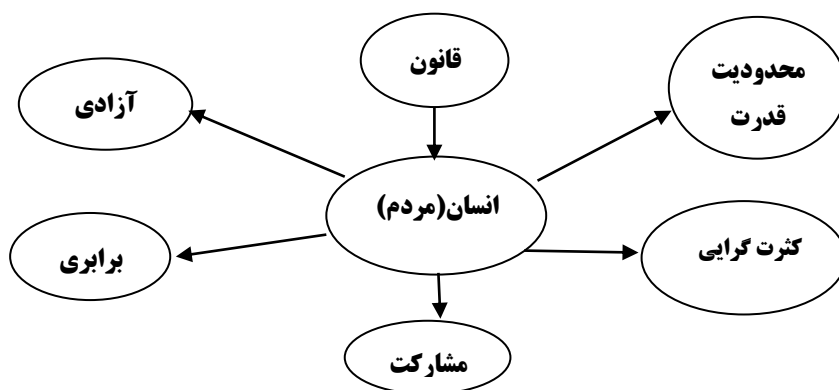 قانون
محدودیت
قدرت
آزادی
انسان(مردم)
کثرت گرایی
برابری
مشارکت